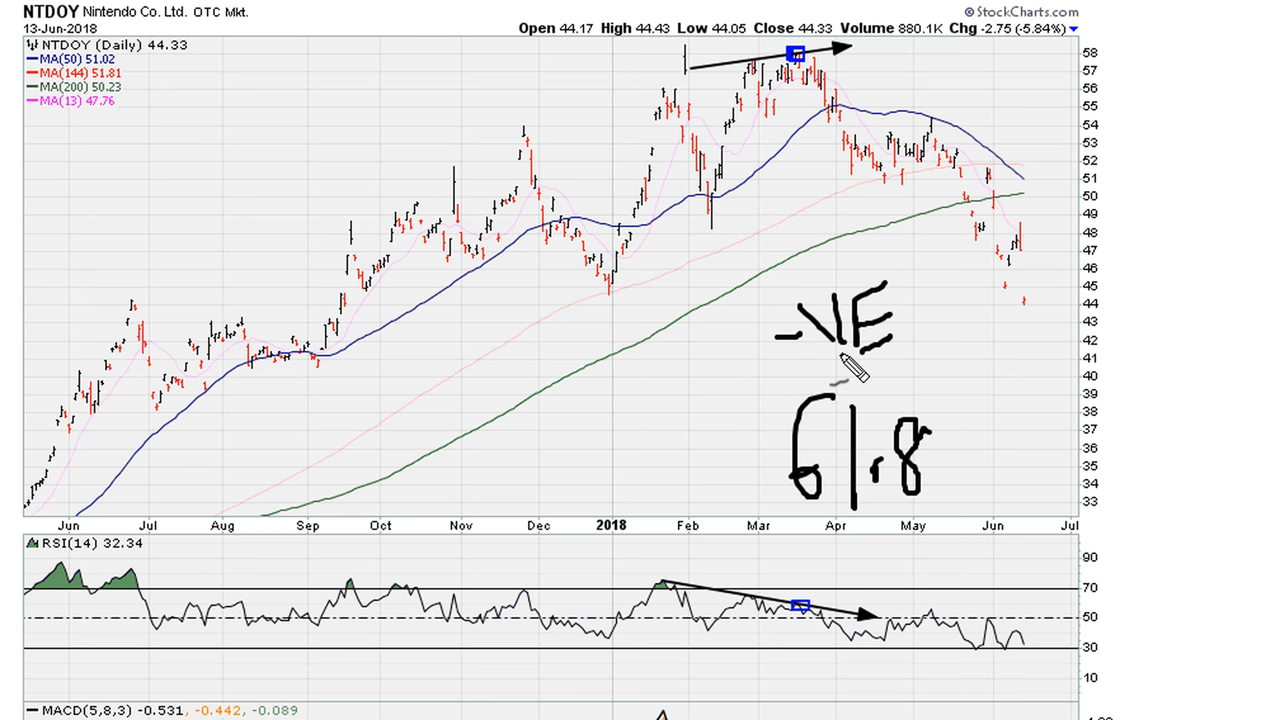 NTDOY Nintendo Co. Ltd. OTC Mkt. © StockCharts.com
13-Jun-2018 Open 44.17 High 44.43 Low 44.05 Close 44.33 Volume 880.1K Chg -2.75 (-5.84%)
NTDOY (Daily) 44.33
MA(50) 51.02
MA(144) 51.81
MA(200) 50.23
MA(13) 47.76
58
57
56
55
54
53
52
51
50
49
48
47
46
45
44
43
42
41
40
39
38
37
36
35
34
33
-VE
61.8
Jun Jul Aug Sep Oct Nov Dec 2018 Feb Mar Apr May Jun Jul
RSI(14) 32.34
90
70
50
30
10
MACD(5,8,3) -0.531, -0.442, -0.089